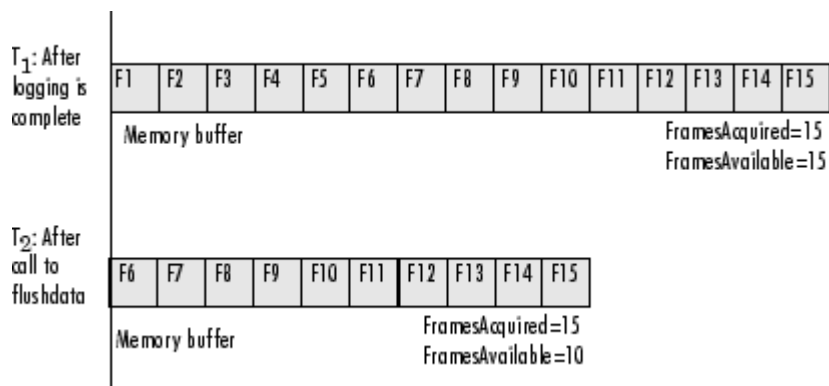 T1: After
logging is
complete
F1 F2 F3 F4 F5 F6 F7 F8 F9 F10 F11 F12 F13 F14 F15
Memory buffer
FramesAcquired=15
FramesAvailable=15
T2: After
call to
flushdata
F6 F7 F8 F9 F10 F11 F12 F13 F14 F15
Memory buffer
FramesAcquired=15
FramesAvailable=10